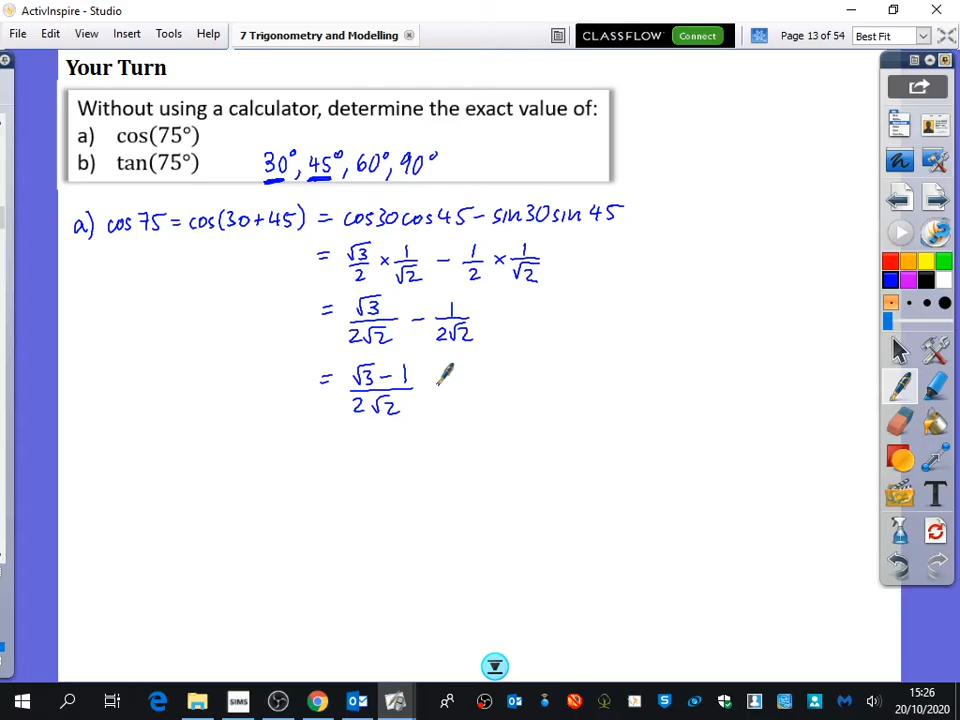 ActivInspire - Studio
File Edit View Insert Tools Help 7 Trigonometry and Modelling CLASSFLOW Connect Page 13 of 54 Best Fit
Your Turn
Without using a calculator, determine the exact value of:
a) cos(75°)
b) tan(75°) 30°, 45°, 60°, 90°
a) cos 75 = cos(30+45) = cos30cos45 - sin30sin45
= √3/2 × 1/√2 - 1/2 × 1/√2
= √3/2√2 - 1/2√2
= √3-1/2√2
T
SIMS
15:26
20/10/2020